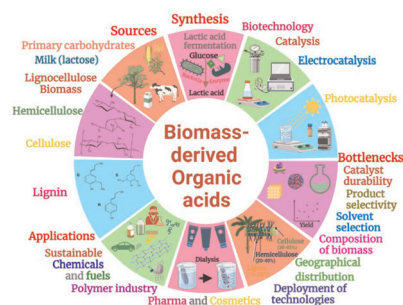 Synthesis
Sources
Biotechnology
Primary carbohydrates
Catalysis
Milk (lactose)
Electrocatalysis
Lignocellulose
Biomass
Lactic acid
fermentation
Glucose
Lactic acid
Hemicellulose
Photocatalysis
Cellulose
Biomass-
derived
Organic
acids
Bottlenecks
Catalyst
durability
Product
selectivity
Lignin
Yield
Solvent
selection
Composition
of biomass
Applications
Sustainable
Chemicals
and fuels
Polymer industry
Dialysis
Cellulose
Hemicellulose
Geographical
distribution
Deployment of
technologies
Pharma and Cosmetics